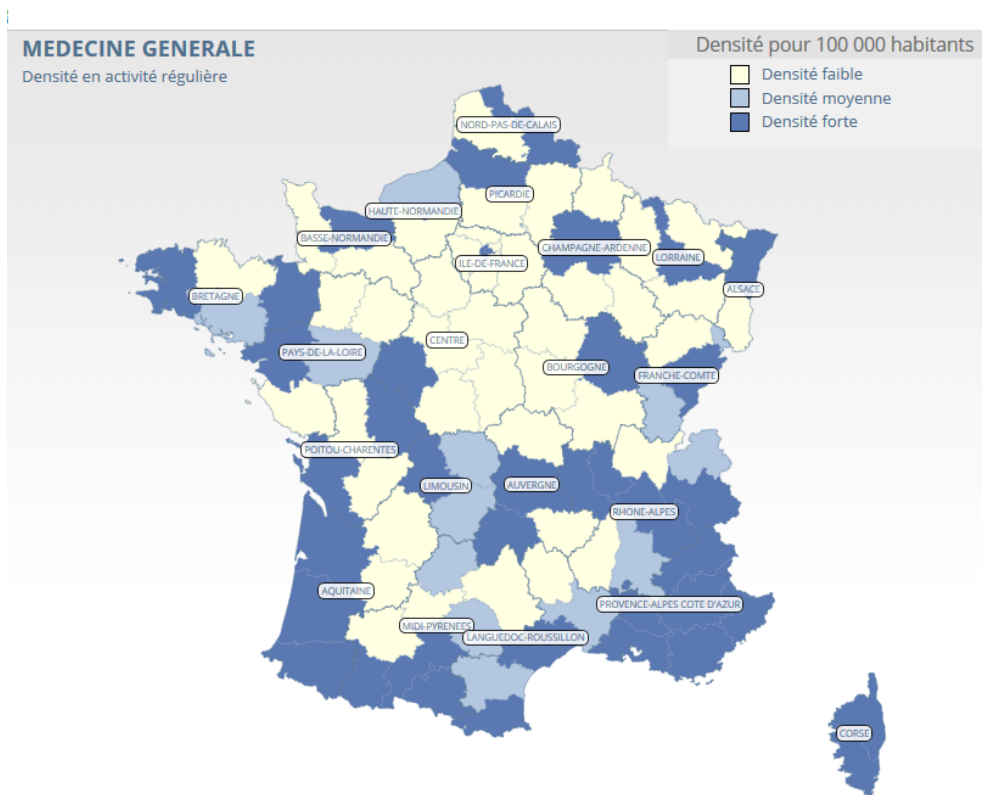 MEDECINE GENERALE
Densité en activité régulière
Densité pour 100 000 habitants
Densité faible
Densité moyenne
Densité forte
NORD-PAS-DE-CALAIS
PICARDIE
HAUTE-NORMANDIE
BASSE-NORMANDIE
CHAMPAGNE-ARDENNE
ILE-DE-FRANCE
LORRAINE
ALSACE
BRETAGNE
CENTRE
PAYS-DE-LA-LOIRE
BOURGOGNE
FRANCHE-COMTE
POITOU-CHARENTES
LIMOUSIN
AUVERGNE
RHONE-ALPES
AQUITAINE
PROVENCE-ALPES COTE D'AZUR
MIDI-PYRENEES
LANGUEDOC-ROUSSILLON
CORSE